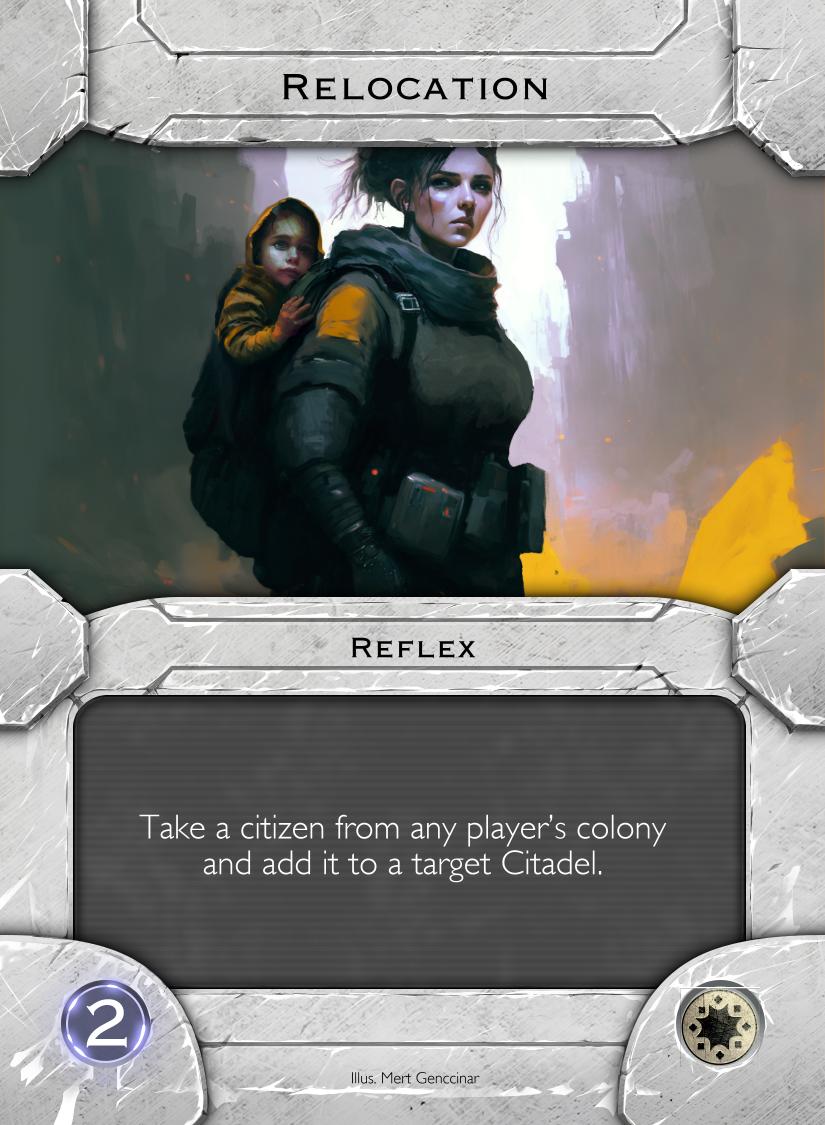 Relocation
Reflex
Take a citizen from any player’s colony
and add it to a target Citadel.
2
Illus. Mert Genccinar